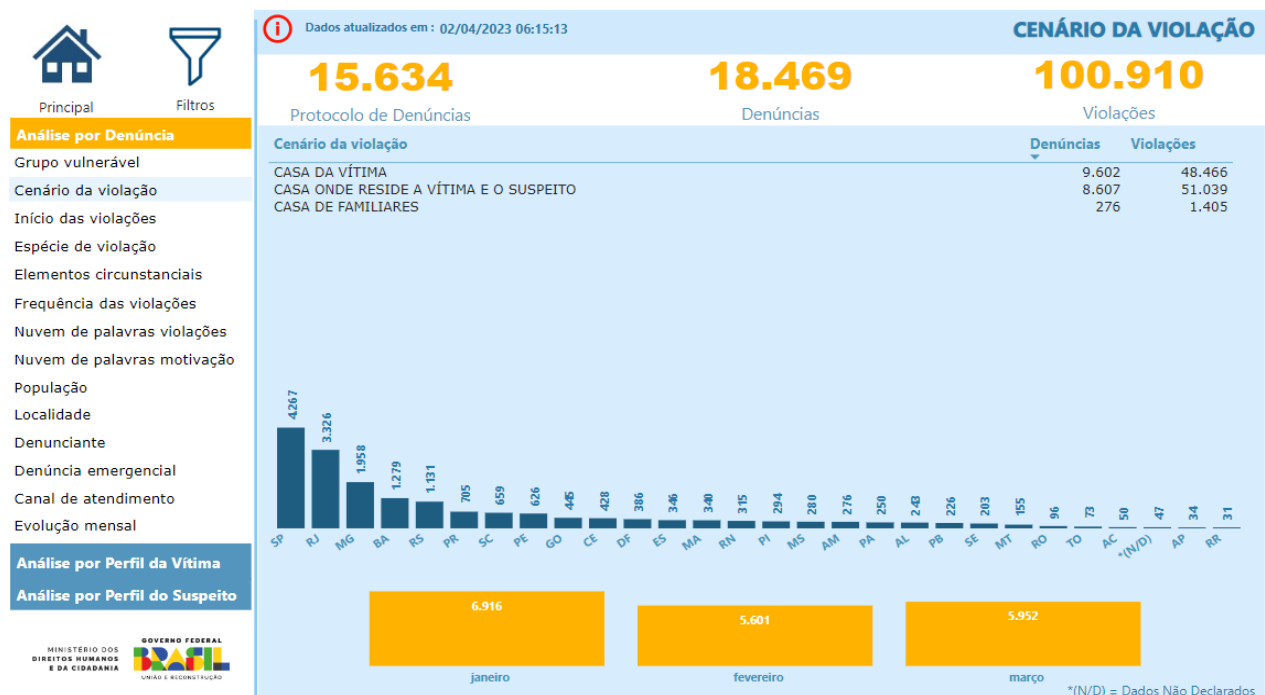 Dados atualizados em : 02/04/2023 06:15:13
CENÁRIO DA VIOLAÇÃO
Principal
Filtros
15.634
18.469
100.910
Protocolo de Denúncias
Denúncias
Violações
Análise por Denúncia
Grupo vulnerável
Cenário da violação
Início das violações
Espécie de violação
Elementos circunstanciais
Frequência das violações
Nuvem de palavras violações
Nuvem de palavras motivação
População
Localidade
Denunciante
Denúncia emergencial
Canal de atendimento
Evolução mensal
Análise por Perfil da Vítima
Análise por Perfil do Suspeito
MINISTÉRIO DOS
DIREITOS HUMANOS
E DA CIDADANIA
GOVERNO FEDERAL
BRASIL
UNIÃO E RECONSTRUÇÃO
Cenário da violação Denúncias Violações
CASA DA VÍTIMA 9.602 48.466
CASA ONDE RESIDE A VÍTIMA E O SUSPEITO 8.607 51.039
CASA DE FAMILIARES 276 1.405
4.267 3.326 1.958 1.279 1.131 705 659 626 445 428 386 346 340 315 294 280 276 250 243 226 203 155 96 73 50 47 34 31
SP RJ MG BA RS PR SC PE GO CE DF ES MA RN PI MS AM PA AL PB SE MT RO TO AC *(N/D) AP RR
6.916 5.601 5.952
janeiro fevereiro março
*(N/D) = Dados Não Declarados